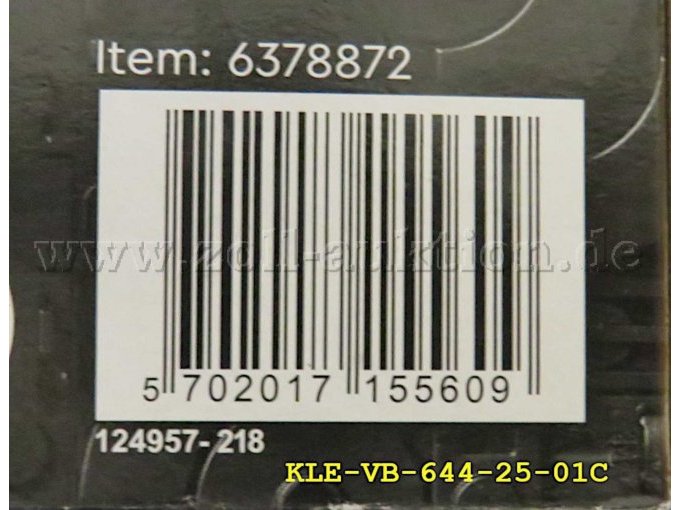 Item: 6378872
www.zoll-auktion.de
5 702017 155609
124957-218
KLE-VB-644-25-01C